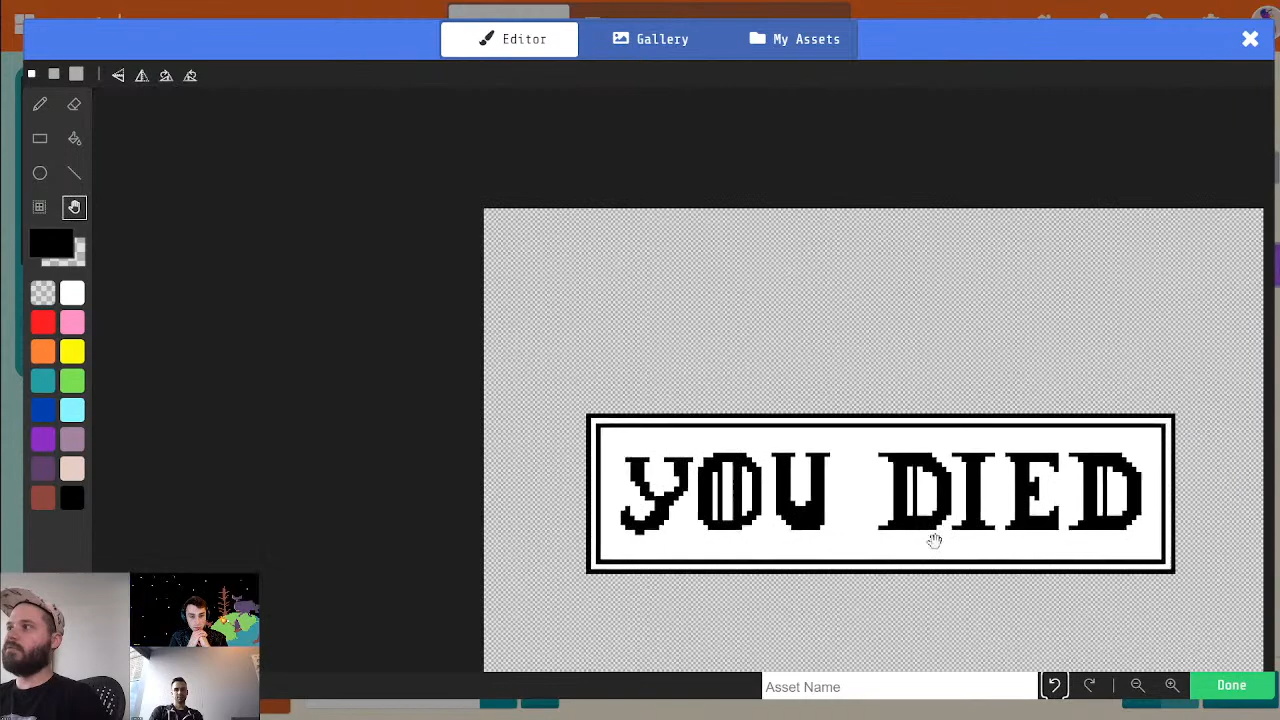 Editor
Gallery
My Assets
YOU DIED
Asset Name
Done